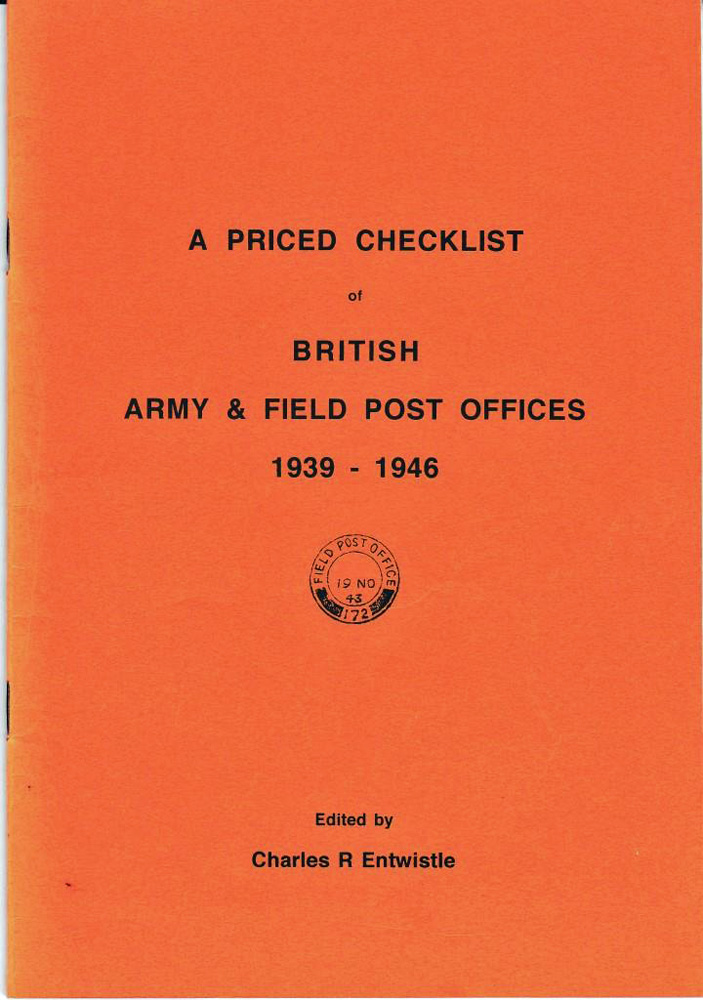 A PRICED CHECKLIST
of
BRITISH
ARMY & FIELD POST OFFICES
1939 - 1946
FIELD POST OFFICE
19 NO
43
172
Edited by
Charles R Entwistle